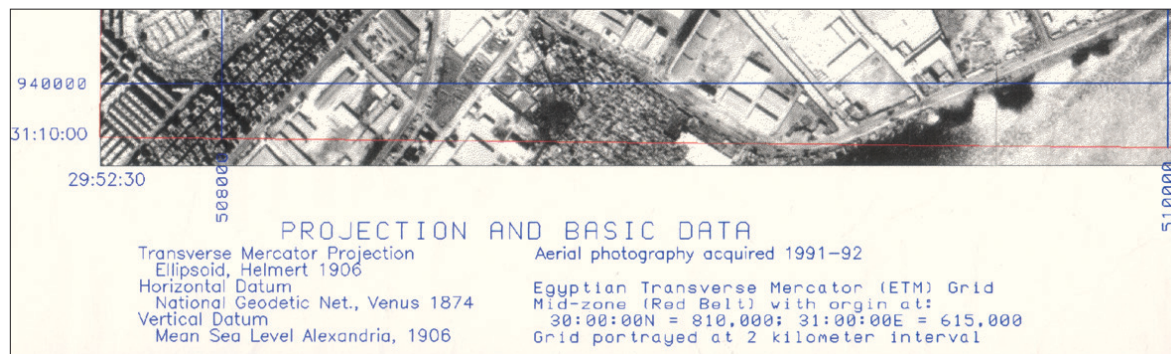 940000
31:10:00
29:52:30
508000
510000
PROJECTION AND BASIC DATA
Transverse Mercator Projection
Ellipsoid, Helmert 1906
Horizontal Datum
National Geodetic Net., Venus 1874
Vertical Datum
Mean Sea Level Alexandria, 1906
Aerial photography acquired 1991-92
Egyptian Transverse Mercator (ETM) Grid
Mid-zone (Red Belt) with orgin at:
30:00:00N = 810,000; 31:00:00E = 615,000
Grid portrayed at 2 kilometer interval